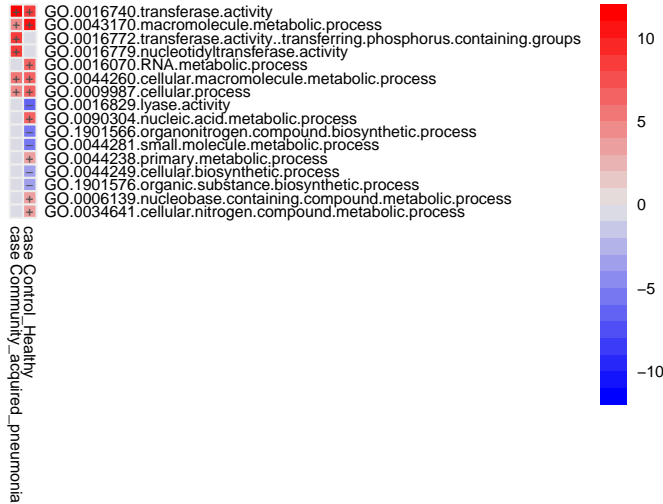 GO.0016740.transferase.activity
GO.0043170.macromolecule.metabolic.process
GO.0016772.transferase.activity..transferring.phosphorus.containing.groups
GO.0016779.nucleotidyltransferase.activity
GO.0016070.RNA.metabolic.process
GO.0044260.cellular.macromolecule.metabolic.process
GO.0009987.cellular.process
GO.0016829.lyase.activity
GO.0090304.nucleic.acid.metabolic.process
GO.1901566.organonitrogen.compound.biosynthetic.process
GO.0044281.small.molecule.metabolic.process
GO.0044238.primary.metabolic.process
GO.0044249.cellular.biosynthetic.process
GO.1901576.organic.substance.biosynthetic.process
GO.0006139.nucleobase.containing.compound.metabolic.process
GO.0034641.cellular.nitrogen.compound.metabolic.process
case Control_Healthy
case Community_acquired_pneumonia
10
5
0
−5
−10